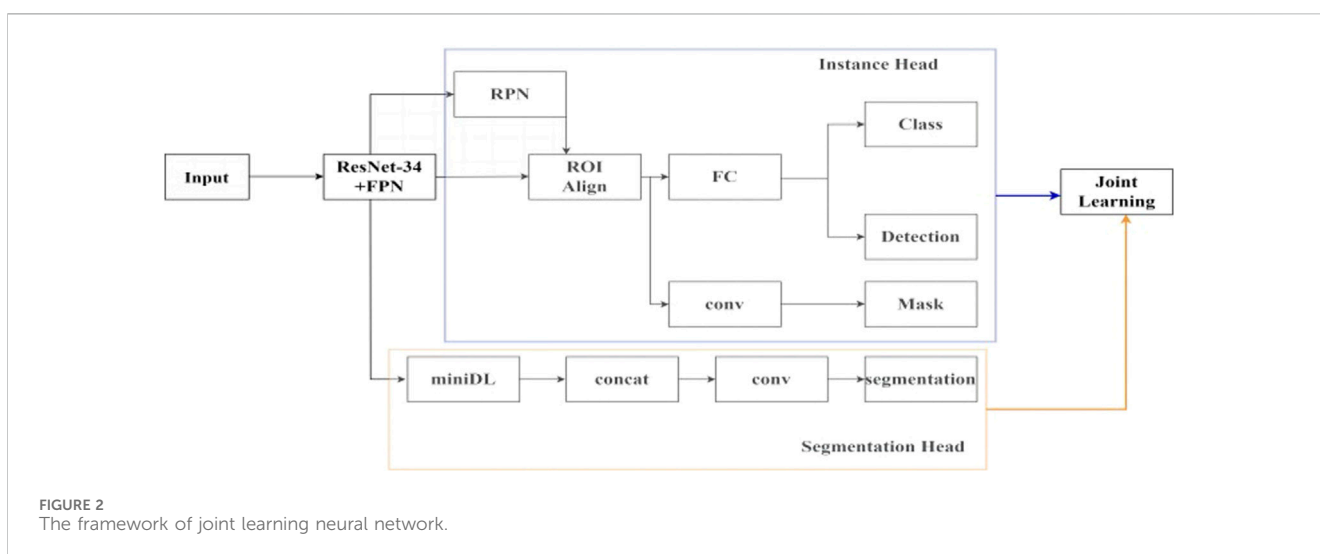 Instance Head
RPN
Class
Input
ResNet-34
+FPN
ROI
Align
FC
Joint
Learning
Detection
conv
Mask
miniDL
concat
conv
segmentation
Segmentation Head
FIGURE 2
The framework of joint learning neural network.